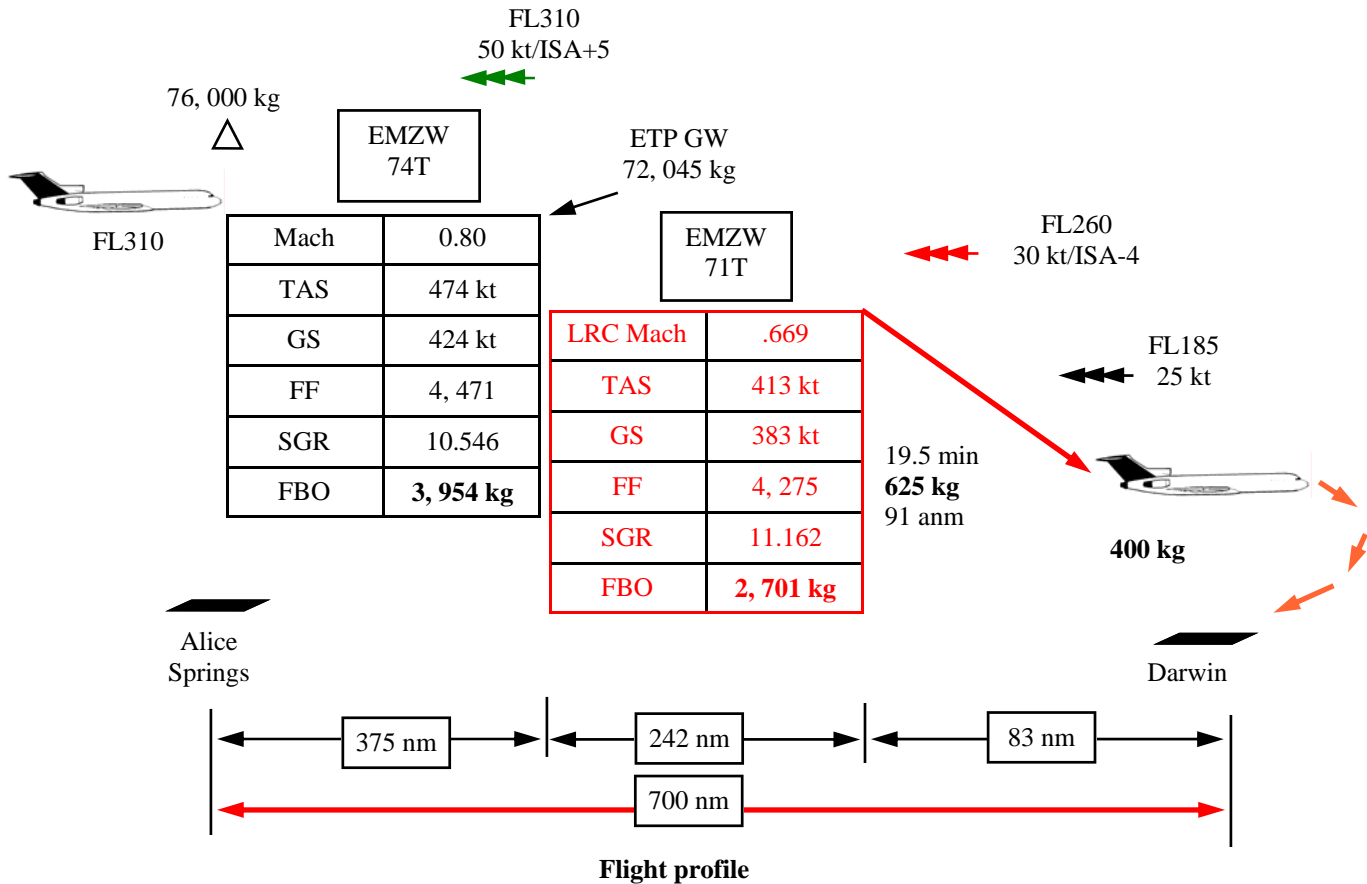 FL310
50 kt/ISA+5
76, 000 kg
EMZW
74T
ETP GW
72, 045 kg
FL310
Mach 0.80
TAS 474 kt
GS 424 kt
FF 4, 471
SGR 10.546
FBO 3, 954 kg
EMZW
71T
FL260
30 kt/ISA-4
LRC Mach .669
TAS 413 kt
GS 383 kt
FF 4, 275
SGR 11.162
FBO 2, 701 kg
FL185
25 kt
19.5 min
625 kg
91 anm
400 kg
Alice
Springs
Darwin
375 nm
242 nm
83 nm
700 nm
Flight profile